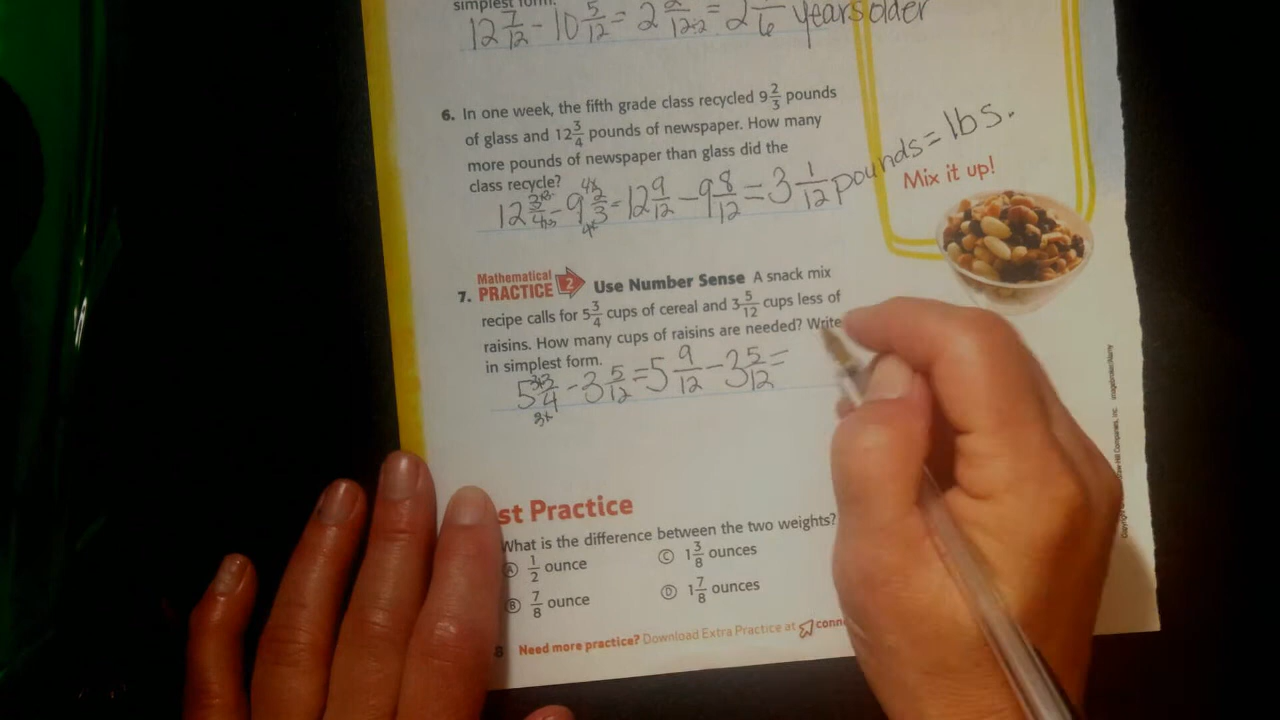 simplest form.
12 7/12 - 10 5/12 = 2 2/12÷2 = 2 1/6 years older
6. In one week, the fifth grade class recycled 9 2/3 pounds
of glass and 12 3/4 pounds of newspaper. How many
more pounds of newspaper than glass did the
class recycle?
12 3/4 - 9 2/3 = 12 9/12 - 9 8/12 = 3 1/12 pounds = lbs.
Mix it up!
Mathematical
7. PRACTICE 2 Use Number Sense A snack mix
recipe calls for 5 3/4 cups of cereal and 3 5/12 cups less of
raisins. How many cups of raisins are needed? Write
in simplest form.
5 3/4 - 3 5/12 = 5 9/12 - 3 5/12 =
st Practice
What is the difference between the two weights?
A 1/2 ounce
C 1 3/8 ounces
B 7/8 ounce
D 1 7/8 ounces
8 Need more practice? Download Extra Practice at conn